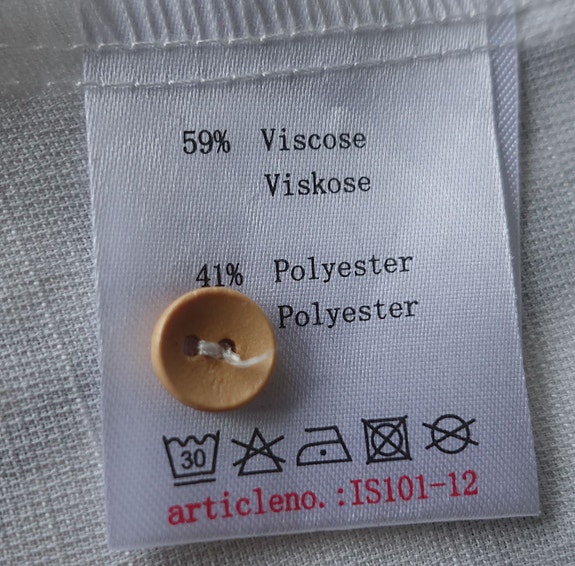 59% Viscose
Viskose
41% Polyester
Polyester
30
articleno.:IS101-12